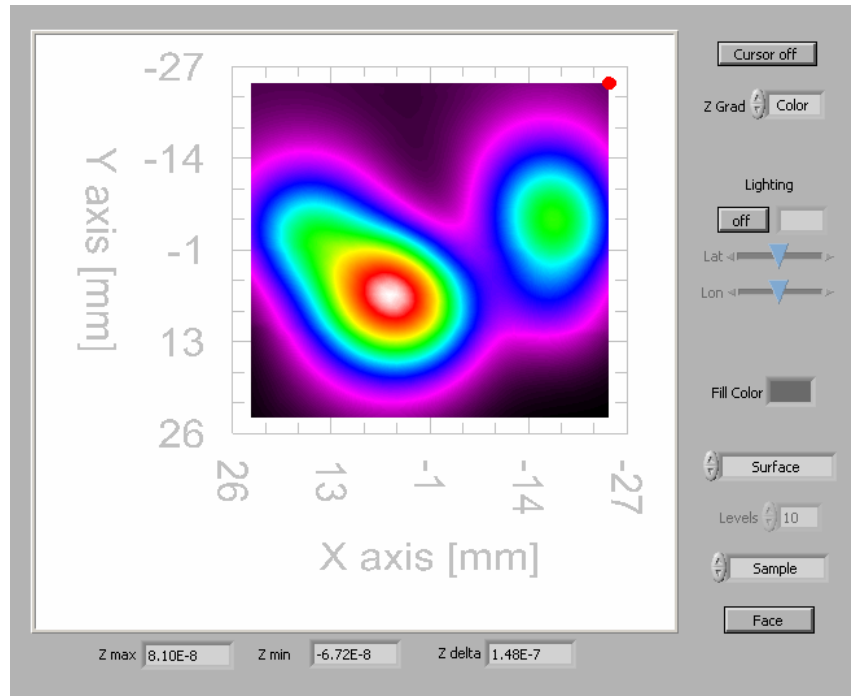 Cursor off
Z Grad Color
Lighting
off
Lat
Lon
Fill Color
Surface
Levels 10
Sample
Face
-27
-14
-1
13
26
Y axis [mm]
26
13
-1
-14
-27
X axis [mm]
Z max 8.10E-8 Z min -6.72E-8 Z delta 1.48E-7